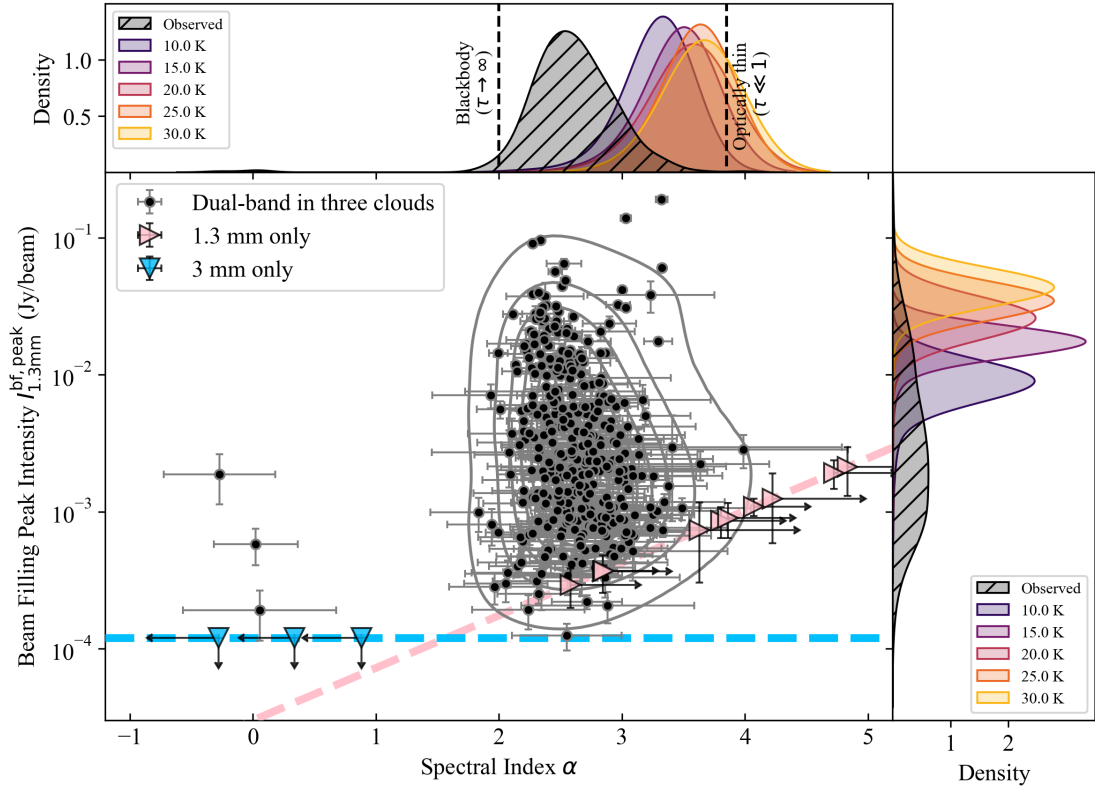 Observed
10.0 K
15.0 K
20.0 K
25.0 K
30.0 K
Density
1.0
0.5
Blackbody
(τ → ∞)
Optically thin
(τ ≪ 1)
Dual-band in three clouds
1.3 mm only
3 mm only
Beam Filling Peak Intensity I_{1.3mm}^{bf, peak} (Jy/beam)
10⁻¹
10⁻²
10⁻³
10⁻⁴
−1
0
1
2
3
4
5
Spectral Index α
Observed
10.0 K
15.0 K
20.0 K
25.0 K
30.0 K
1
2
Density